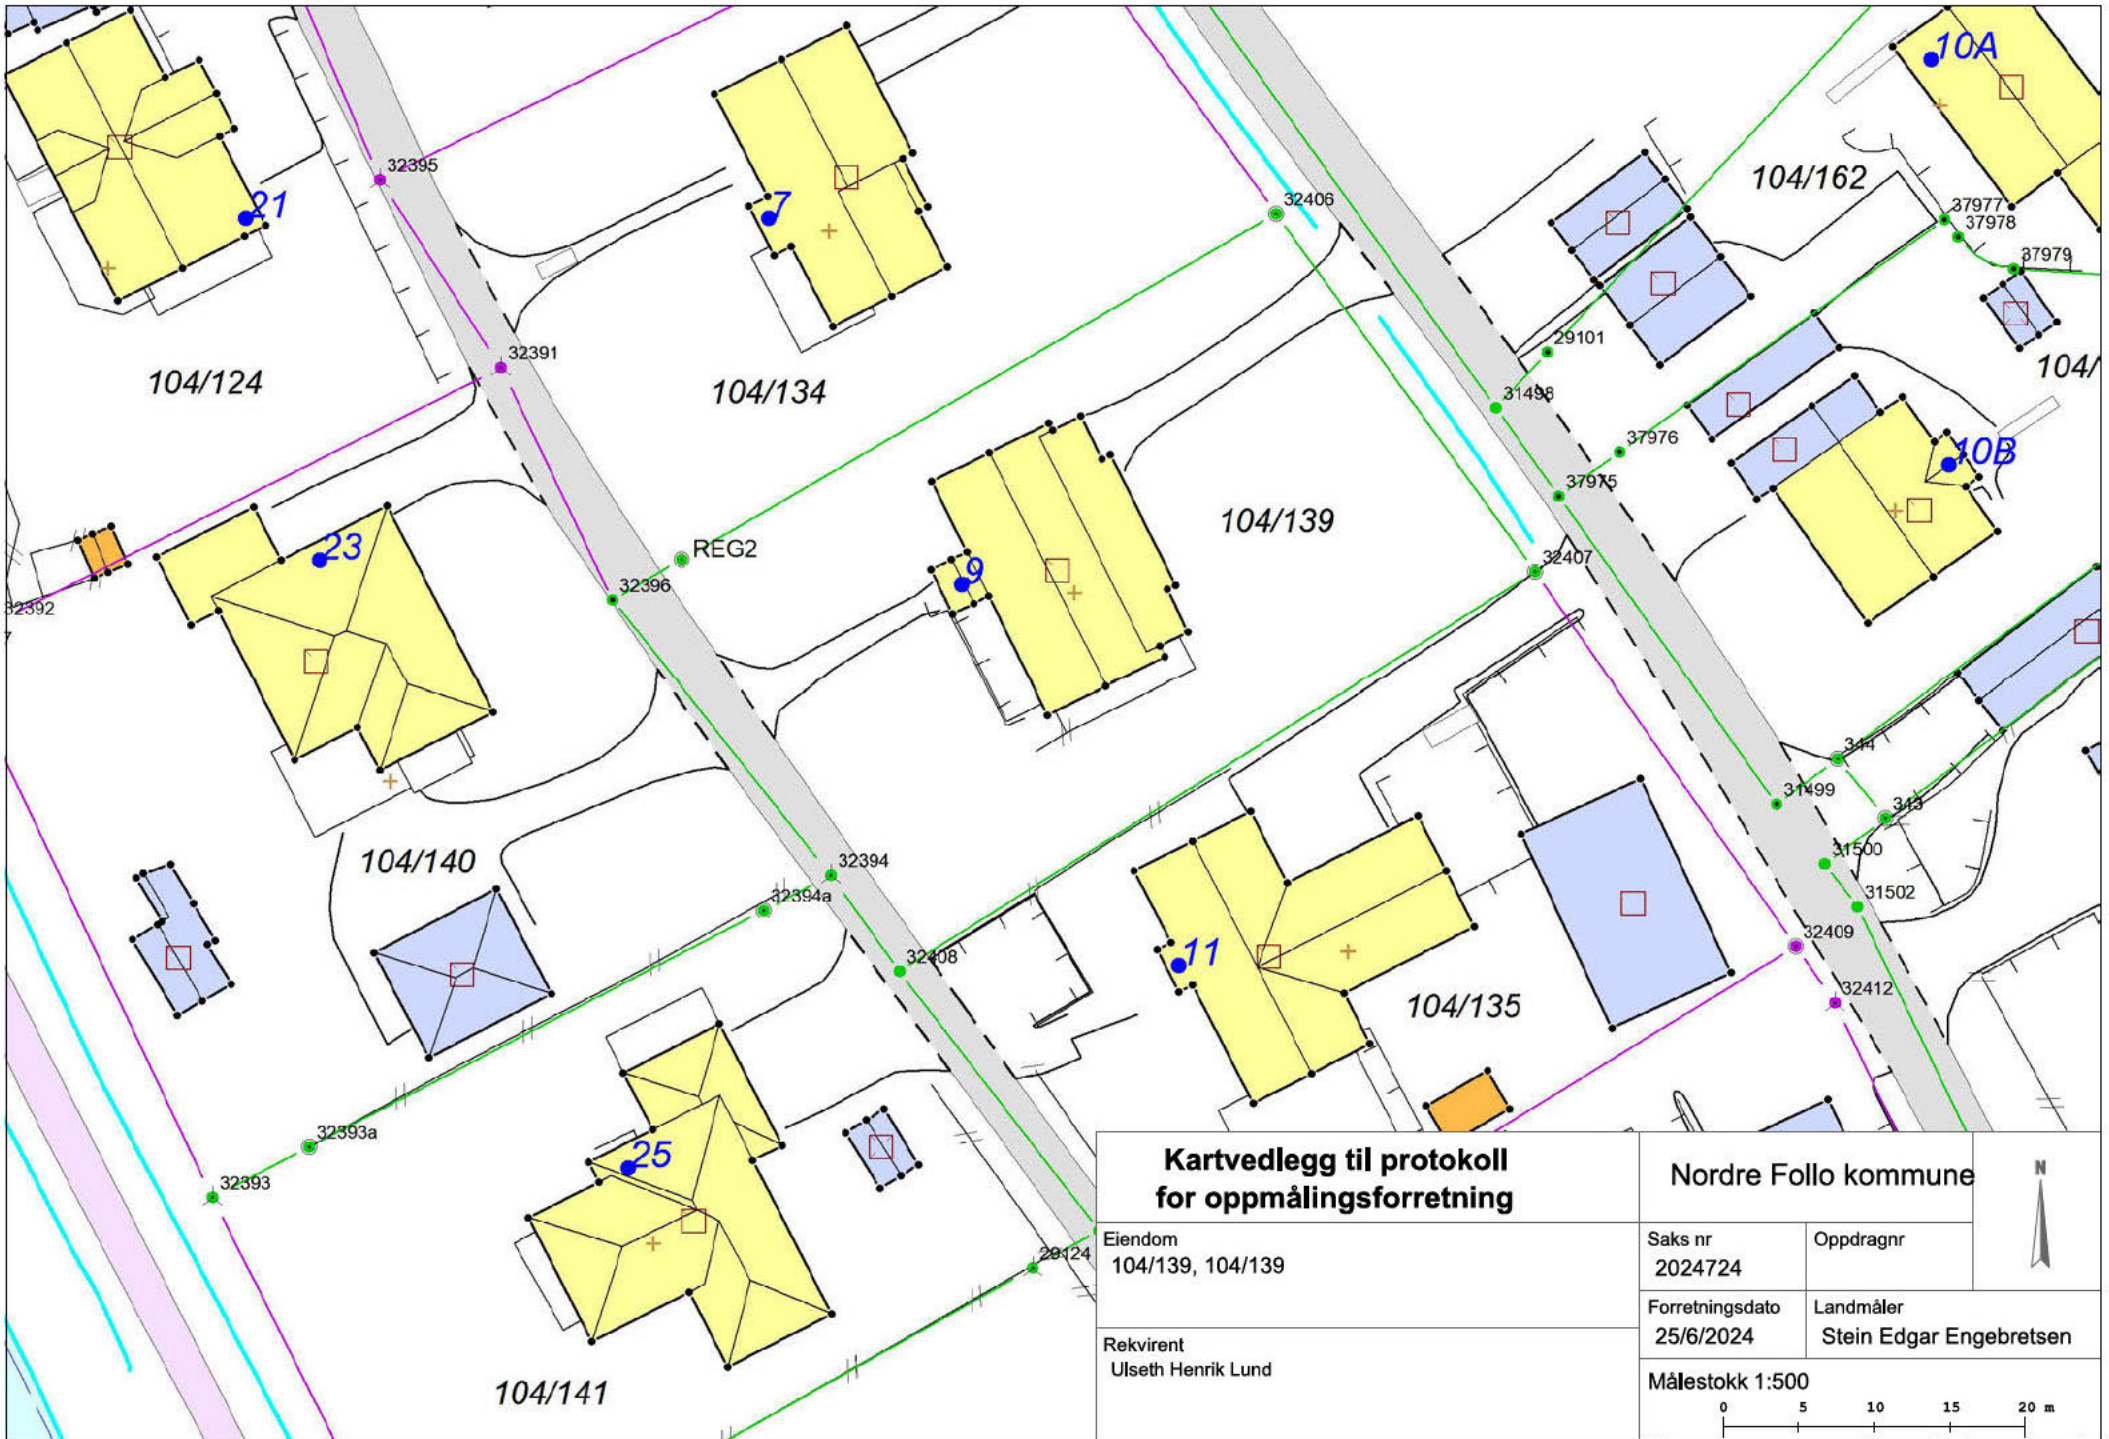 10A
104/162
32395
21
7
32406
37977
37978
37979
29101
32391
104/124
104/134
31498
104/
37976
10B
37975
104/139
23
REG2
32407
9
32396
32392
7
344
31499
343
32394
104/140
31500
32394a
31502
32409
11
32408
32412
104/135
32393a
25
32393
29124
104/141
Kartvedlegg til protokoll
for oppmålingsforretning
Nordre Follo kommune
N
Eiendom
104/139, 104/139
Saks nr
2024724
Oppdragnr
Forretningsdato
25/6/2024
Landmåler
Stein Edgar Engebretsen
Rekvirent
Ulseth Henrik Lund
Målestokk 1:500
0 5 10 15 20 m